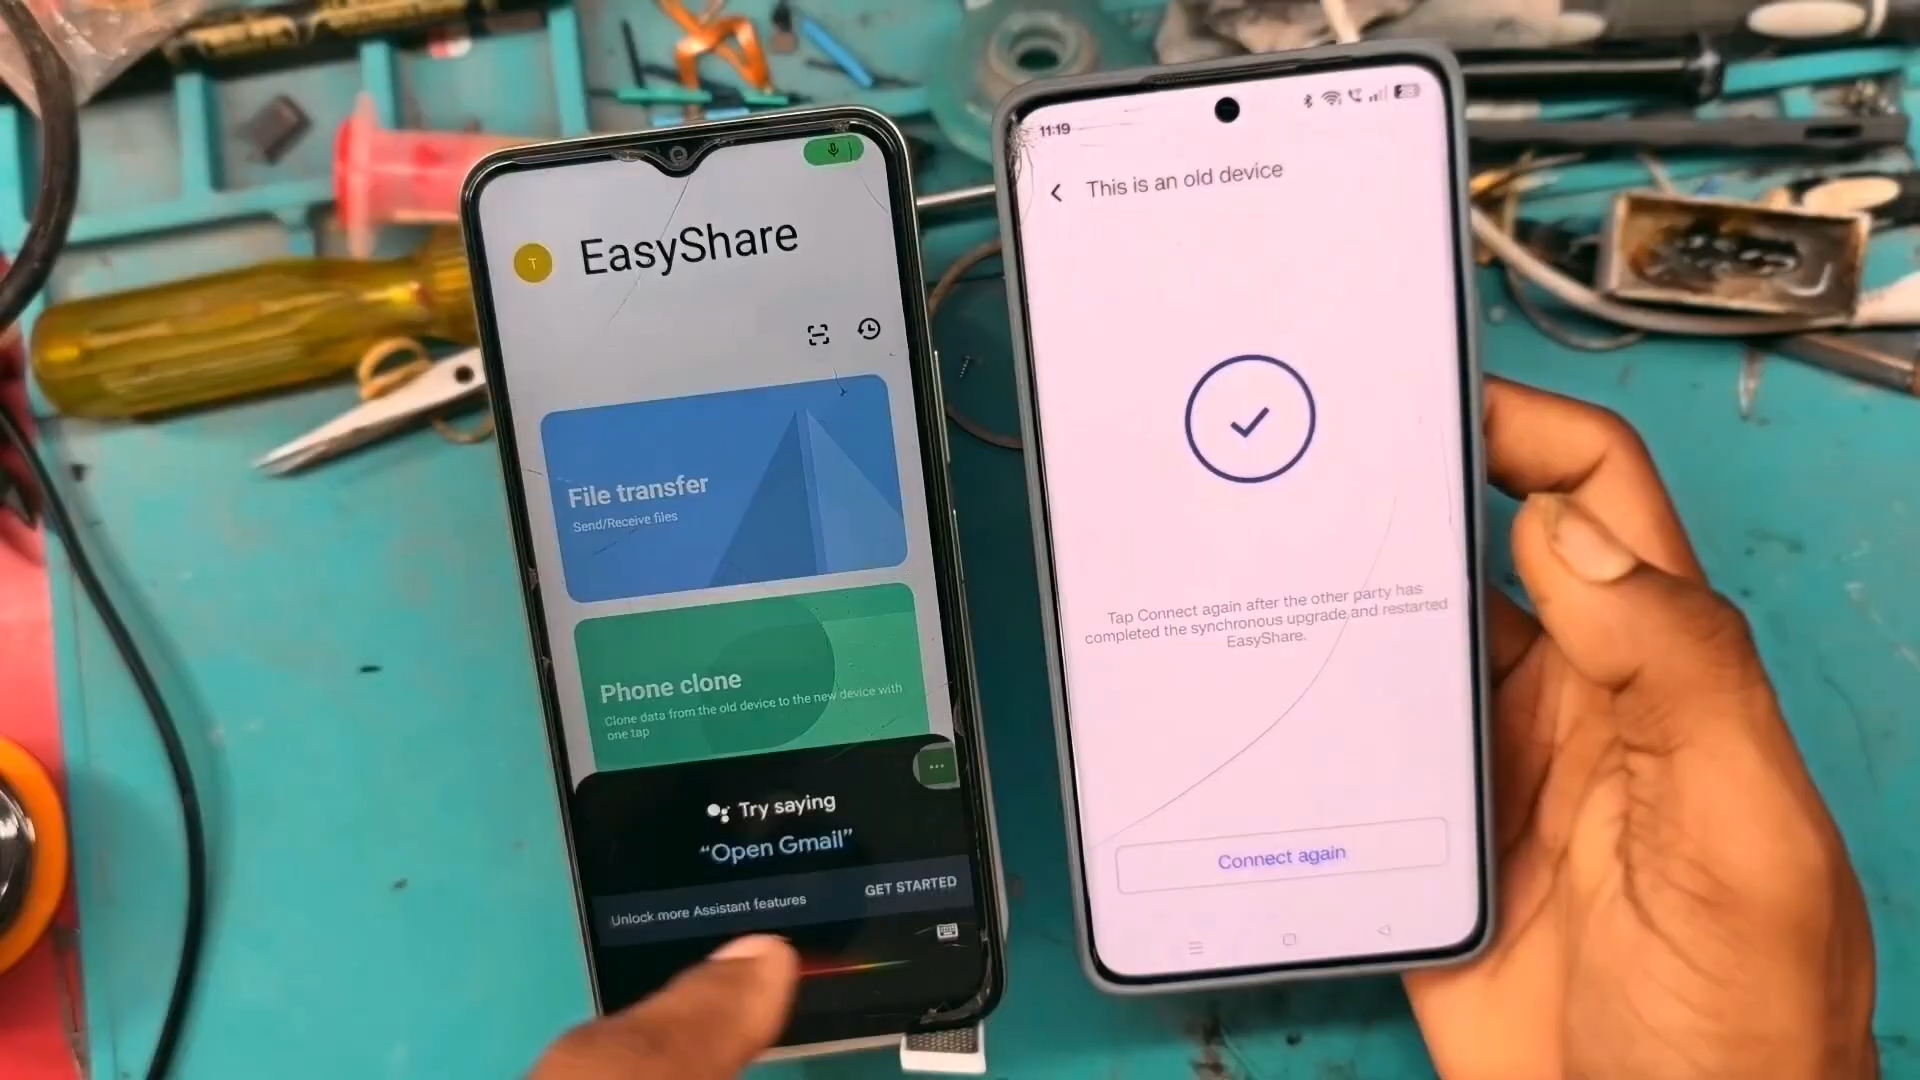 T
EasyShare
File transfer
Send/Receive files
Phone clone
Clone data from the old device to the new device with
one tap
Try saying
“Open Gmail”
Unlock more Assistant features
GET STARTED
11:19
This is an old device
Tap Connect again after the other party has
completed the synchronous upgrade and restarted
EasyShare.
Connect again